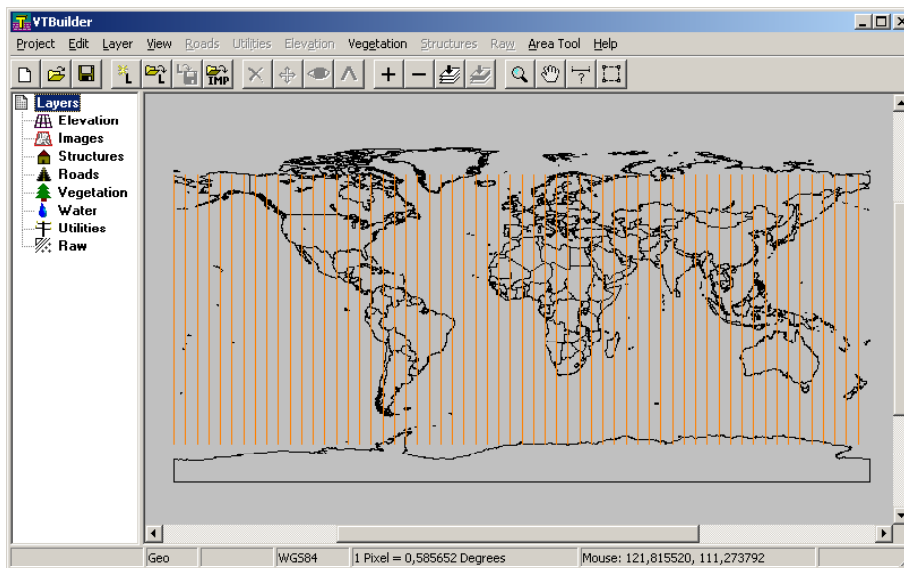 VTBuilder
Project Edit Layer View Roads Utilities Elevation Vegetation Structures Raw Area Tool Help
L L IMP ?
Layers
Elevation
Images
Structures
Roads
Vegetation
Water
Utilities
Raw
Geo WGS84 1 Pixel = 0,585652 Degrees Mouse: 121,815520, 111,273792